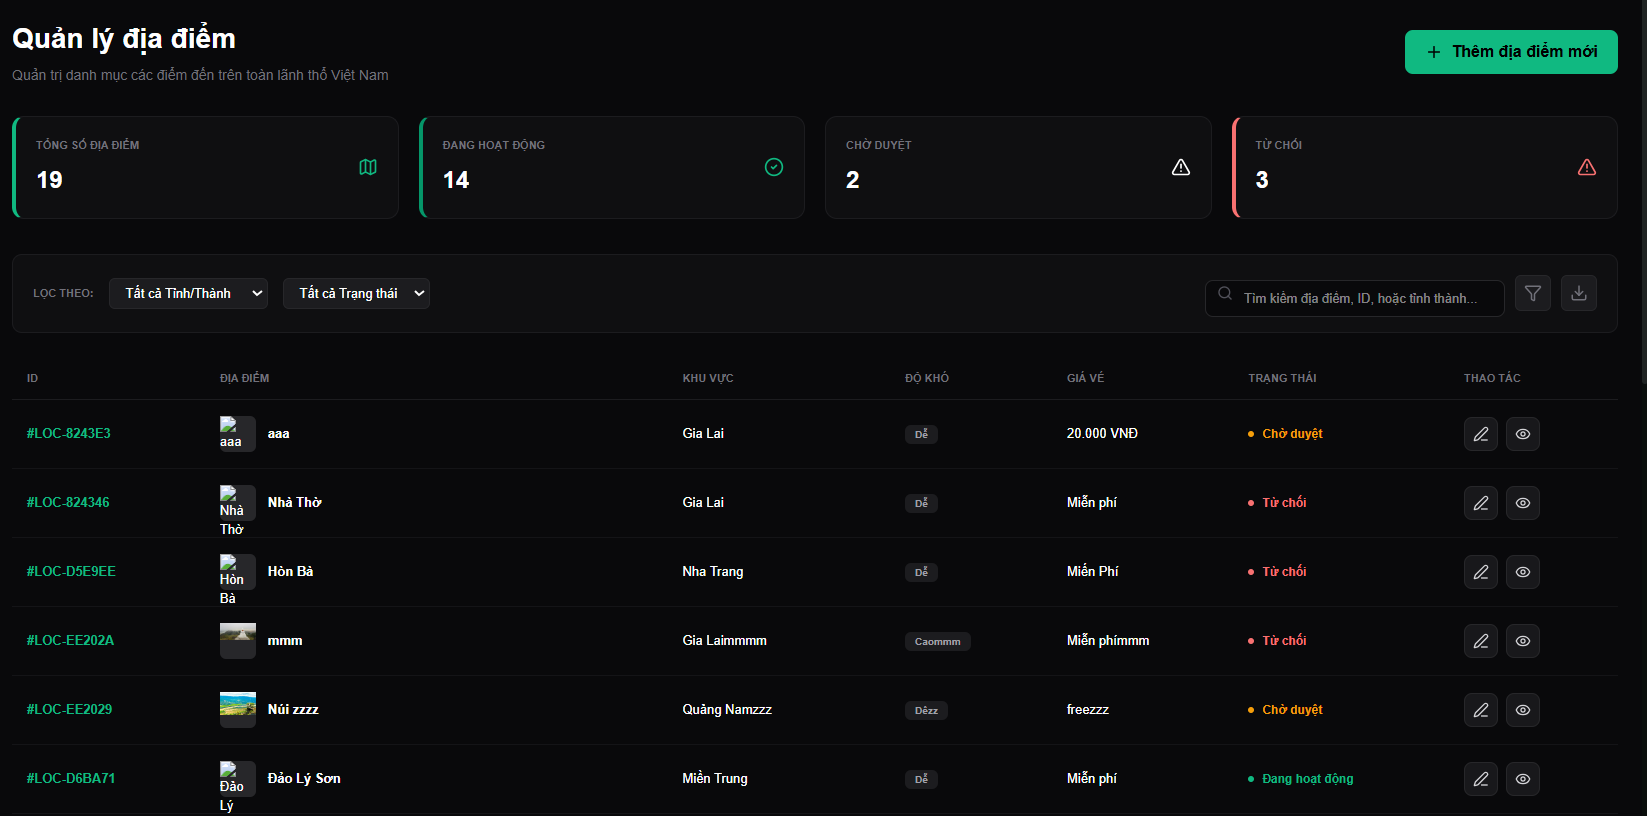 Quản lý địa điểm
Quản trị danh mục các điểm đến trên toàn lãnh thổ Việt Nam
Thêm địa điểm mới
TỔNG SỐ ĐỊA ĐIỂM
19
ĐANG HOẠT ĐỘNG
14
CHỜ DUYỆT
2
TỪ CHỐI
3
LỌC THEO:
Tất cả Tỉnh/Thành
Tất cả Trạng thái
Tìm kiếm địa điểm, ID, hoặc tỉnh thành...
ID ĐỊA ĐIỂM KHU VỰC ĐỘ KHÓ GIÁ VÉ TRẠNG THÁI THAO TÁC
#LOC-8243E3 aaa aaa Gia Lai Dễ 20.000 VNĐ Chờ duyệt
#LOC-824346 Nhà Thờ Nhà Thờ Gia Lai Dễ Miễn phí Từ chối
#LOC-D5E9EE Hòn Bà Hòn Bà Nha Trang Dễ Miễn Phí Từ chối
#LOC-EE202A mmm Gia Laimmmm Caommm Miễn phímmm Từ chối
#LOC-EE2029 Núi zzzz Quảng Namzzz Dêzz freezzz Chờ duyệt
#LOC-D6BA71 Đảo Lý Đảo Lý Sơn Miền Trung Dễ Miễn phí Đang hoạt động